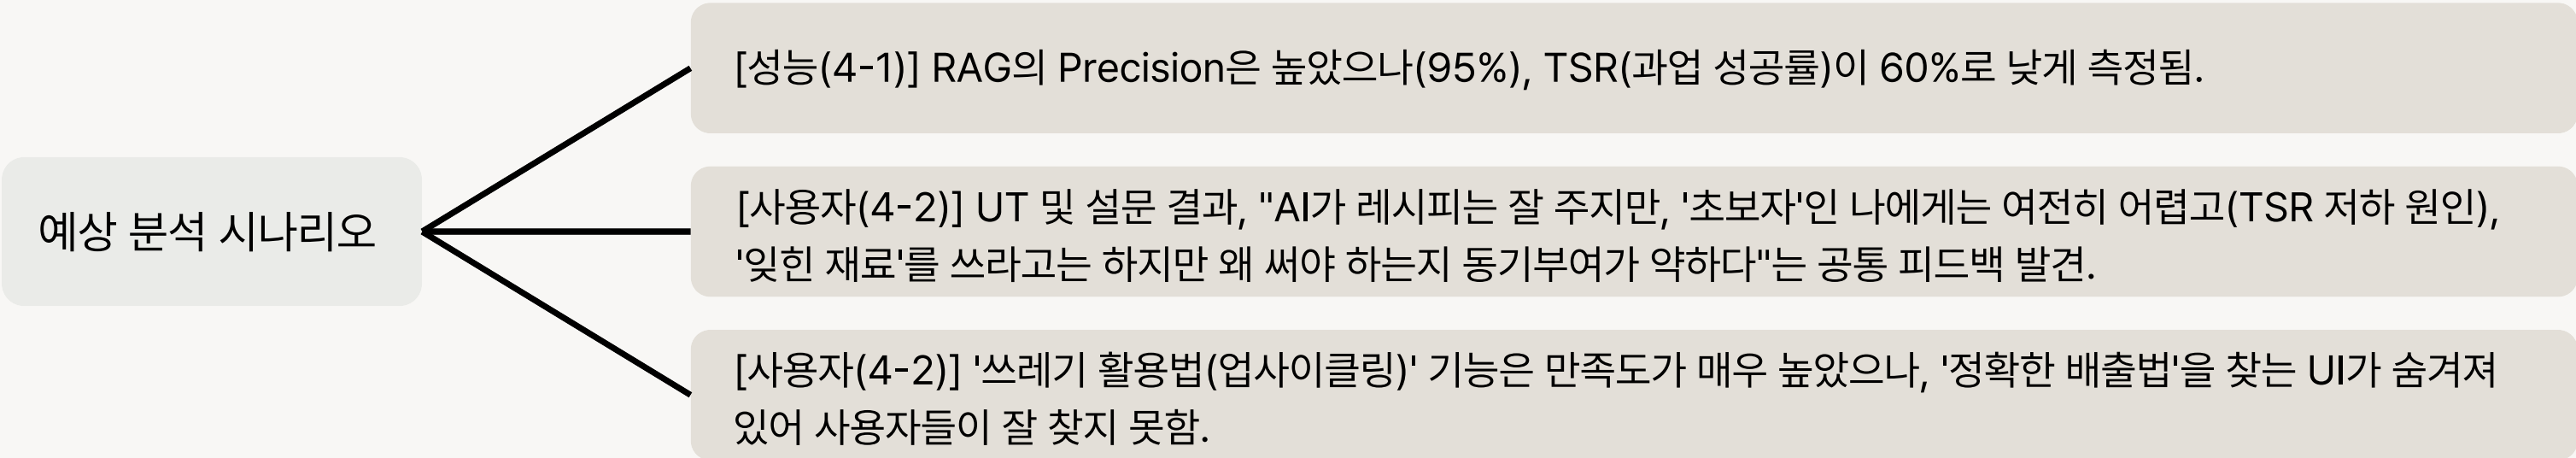 예상 분석 시나리오
[성능(4-1)] RAG의 Precision은 높았으나(95%), TSR(과업 성공률)이 60%로 낮게 측정됨.
[사용자(4-2)] UT 및 설문 결과, "AI가 레시피는 잘 주지만, '초보자'인 나에게는 여전히 어렵고(TSR 저하 원인),
'잊힌 재료'를 쓰라고는 하지만 왜 써야 하는지 동기부여가 약하다"는 공통 피드백 발견.
[사용자(4-2)] '쓰레기 활용법(업사이클링)' 기능은 만족도가 매우 높았으나, '정확한 배출법'을 찾는 UI가 숨겨져
있어 사용자들이 잘 찾지 못함.